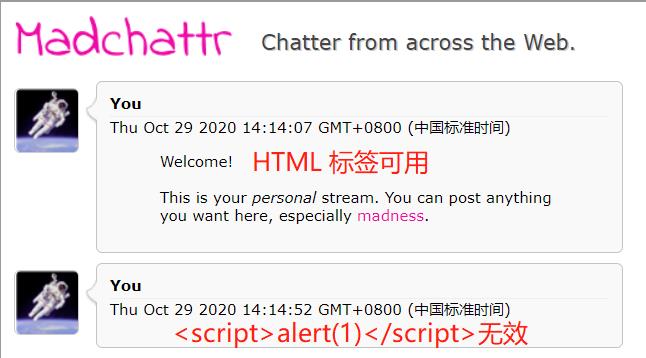 Madchattr Chatter from across the Web.
You
Thu Oct 29 2020 14:14:07 GMT+0800 (中国标准时间)
Welcome! HTML 标签可用
This is your personal stream. You can post anything
you want here, especially madness.
You
Thu Oct 29 2020 14:14:52 GMT+0800 (中国标准时间)
<script>alert(1)</script>无效